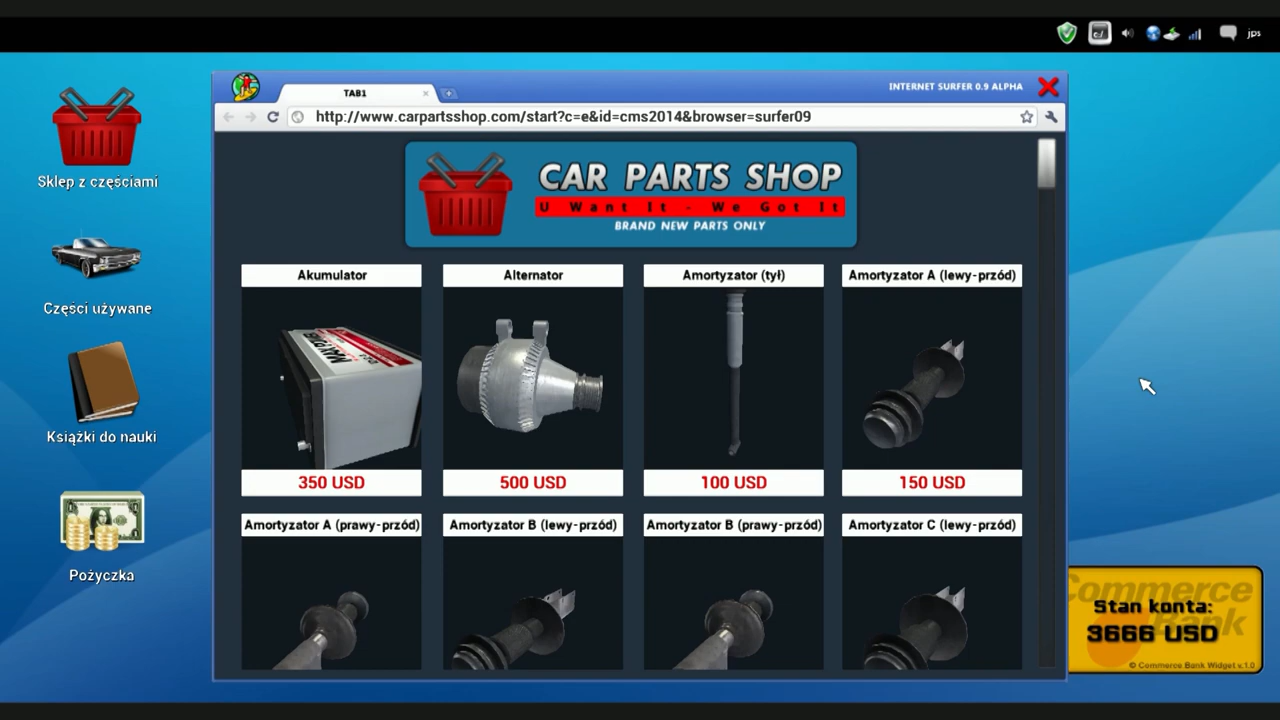 jps
TAB1
INTERNET SURFER 0.9 ALPHA
http://www.carpartsshop.com/start?c=e&id=cms2014&browser=surfer09
CAR PARTS SHOP
U Want It - We Got It
BRAND NEW PARTS ONLY
Sklep z częściami
Części używane
Książki do nauki
Pożyczka
Akumulator
Alternator
Amortyzator (tył)
Amortyzator A (lewy-przód)
350 USD
500 USD
100 USD
150 USD
Amortyzator A (prawy-przód)
Amortyzator B (lewy-przód)
Amortyzator B (prawy-przód)
Amortyzator C (lewy-przód)
Commerce
Bank
Stan konta:
3666 USD
© Commerce Bank Widget v.1.0